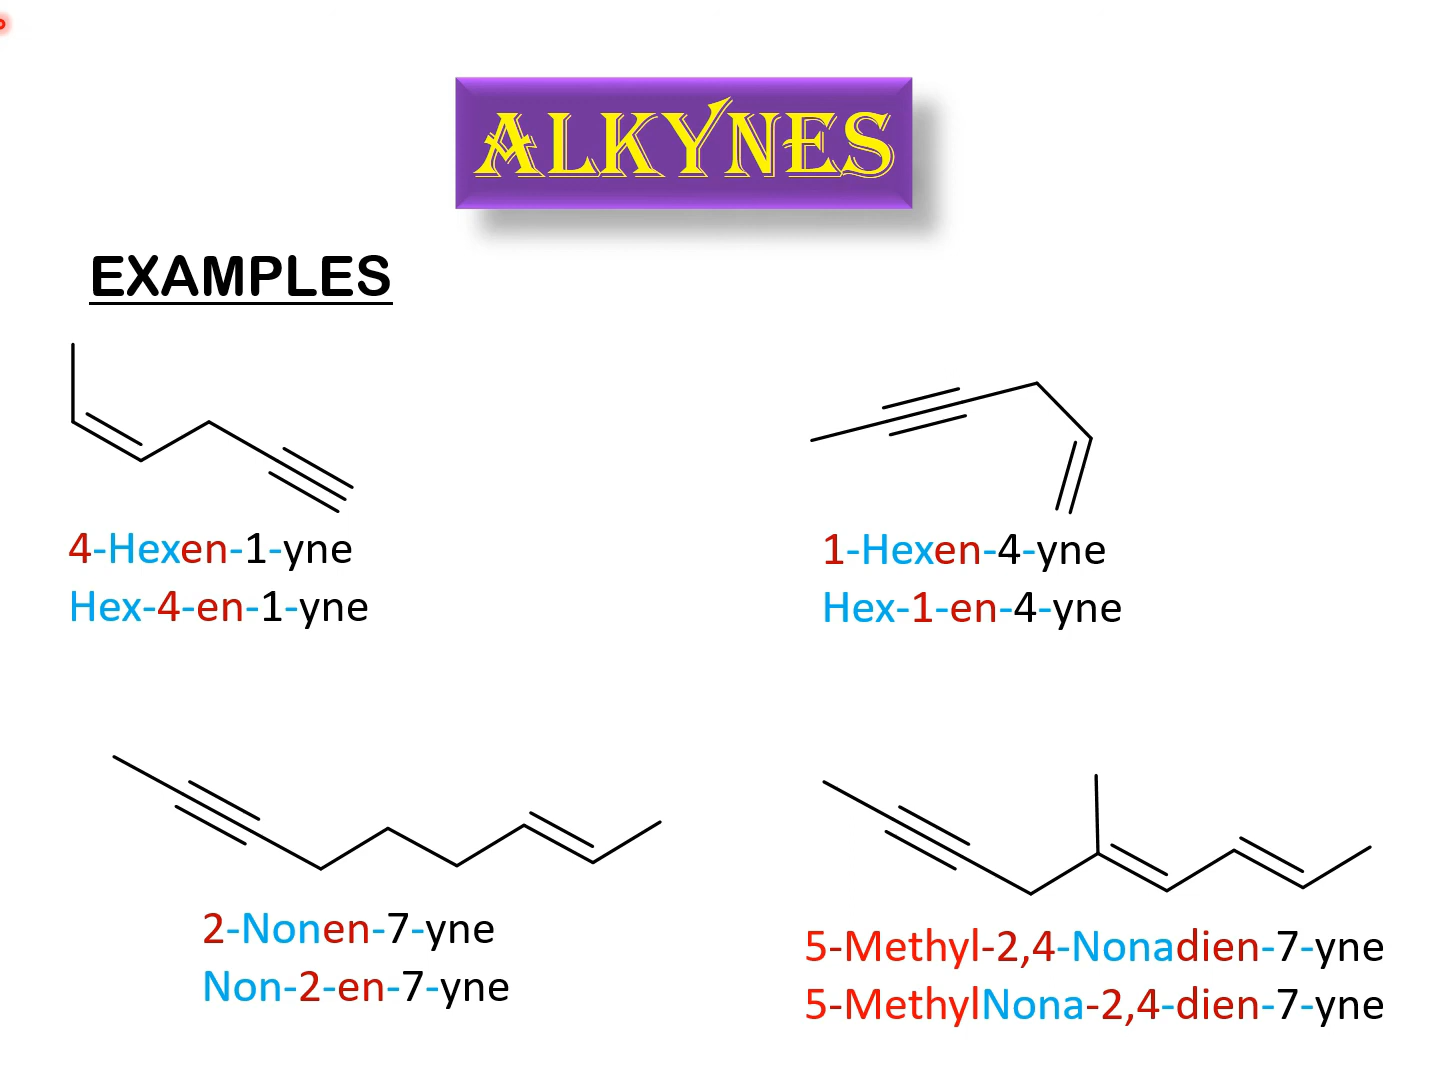 ALKYNES
EXAMPLES
4-Hexen-1-yne
Hex-4-en-1-yne
1-Hexen-4-yne
Hex-1-en-4-yne
2-Nonen-7-yne
Non-2-en-7-yne
5-Methyl-2,4-Nonadien-7-yne
5-MethylNona-2,4-dien-7-yne